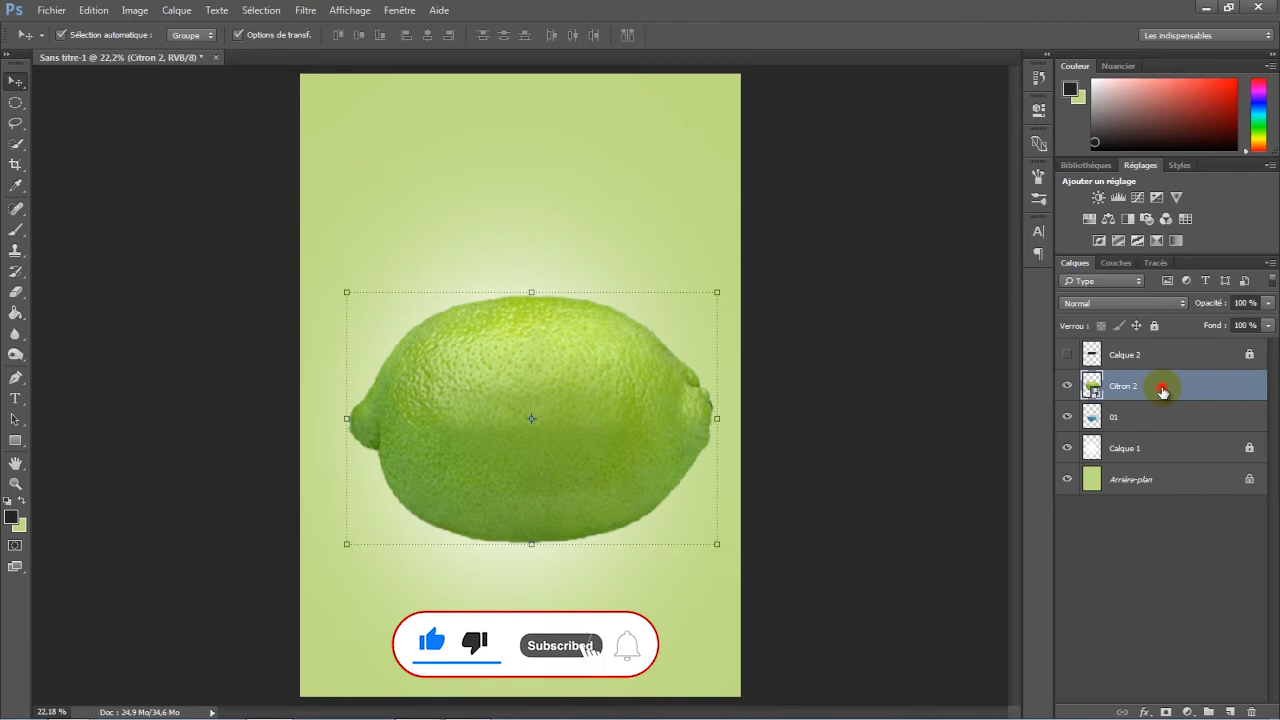 Ps Fichier Edition Image Calque Texte Sélection Filtre Affichage Fenêtre Aide
Sélection automatique : Groupe Options de transf. Les indispensables
Sans titre-1 @ 22,2% (Citron 2, RVB/8) * ×
Couleur Nuancier
Bibliothèques Réglages Styles
Ajouter un réglage
Calques Couches Tracés
Type
Normal Opacité : 100 %
Verrou : Fond : 100 %
Calque 2
Citron 2
01
Calque 1
Arrière-plan
Subscribed
22,18 % Doc : 24,9 Mo/34,6 Mo